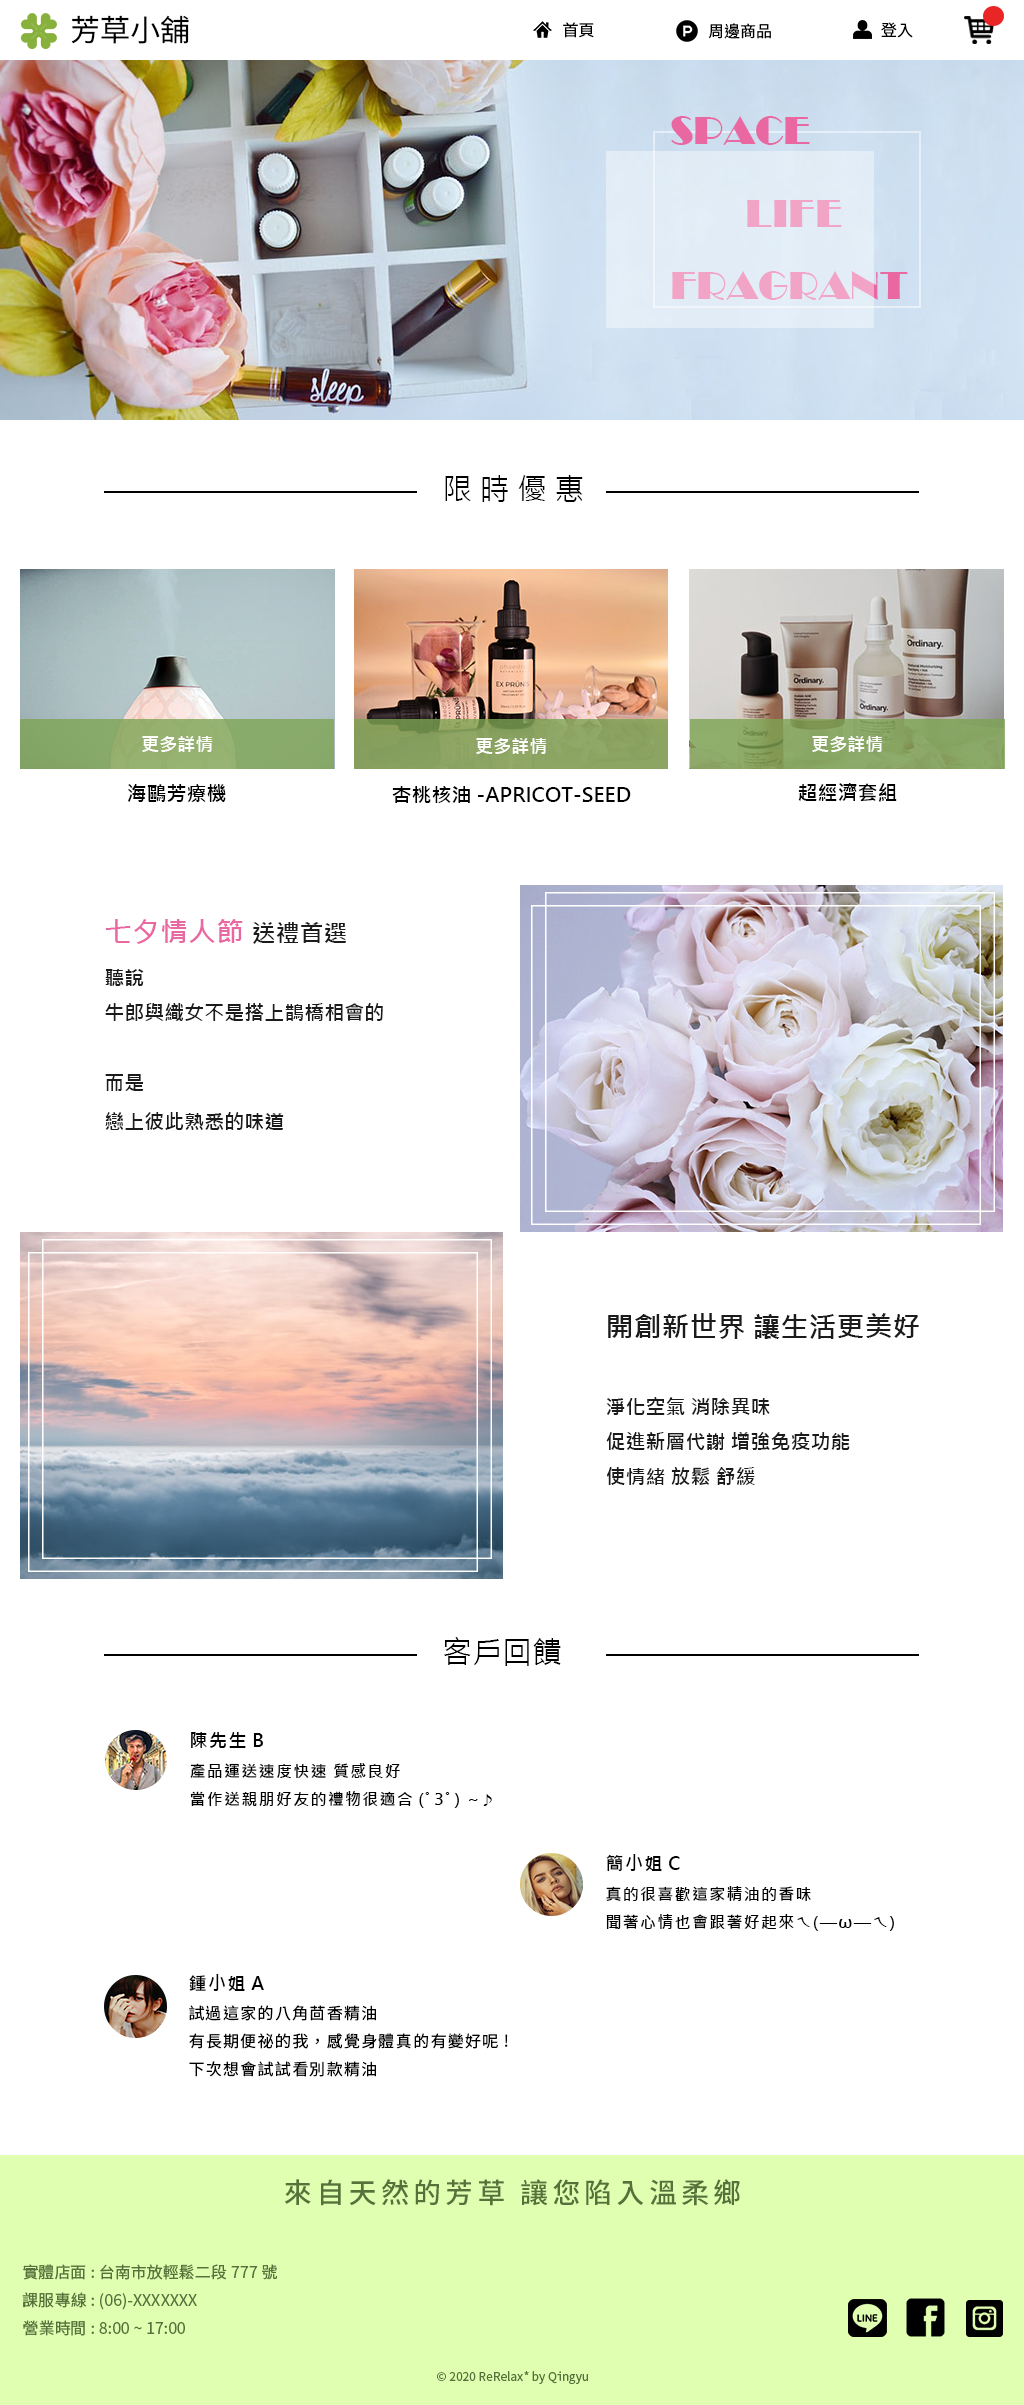 芳草小舖
首頁
P
周邊商品
登入
SPACE
LIFE
FRAGRANT
sleep
限時優惠
EX PRÜNUS
The
Ordinary.
The
Ordinary.
The
Ordinary.
更多詳情
更多詳情
更多詳情
海鷗芳療機
杏桃核油 -APRICOT-SEED
超經濟套組
七夕情人節 送禮首選
聽說
牛郎與織女不是搭上鵲橋相會的
而是
戀上彼此熟悉的味道
開創新世界 讓生活更美好
淨化空氣 消除異味
促進新層代謝 增強免疫功能
使情緒 放鬆 舒緩
客戶回饋
陳先生 B
產品運送速度快速 質感良好
當作送親朋好友的禮物很適合 (ﾟ3ﾟ) ~♪
簡小姐 C
真的很喜歡這家精油的香味
聞著心情也會跟著好起來ㄟ(—ω—ㄟ)
鍾小姐 A
試過這家的八角茴香精油
有長期便祕的我，感覺身體真的有變好呢！
下次想會試試看別款精油
來自天然的芳草 讓您陷入溫柔鄉
實體店面 : 台南市放輕鬆二段 777 號
課服專線 : (06)-XXXXXXX
營業時間 : 8:00 ~ 17:00
LINE
© 2020 ReRelax* by Qingyu